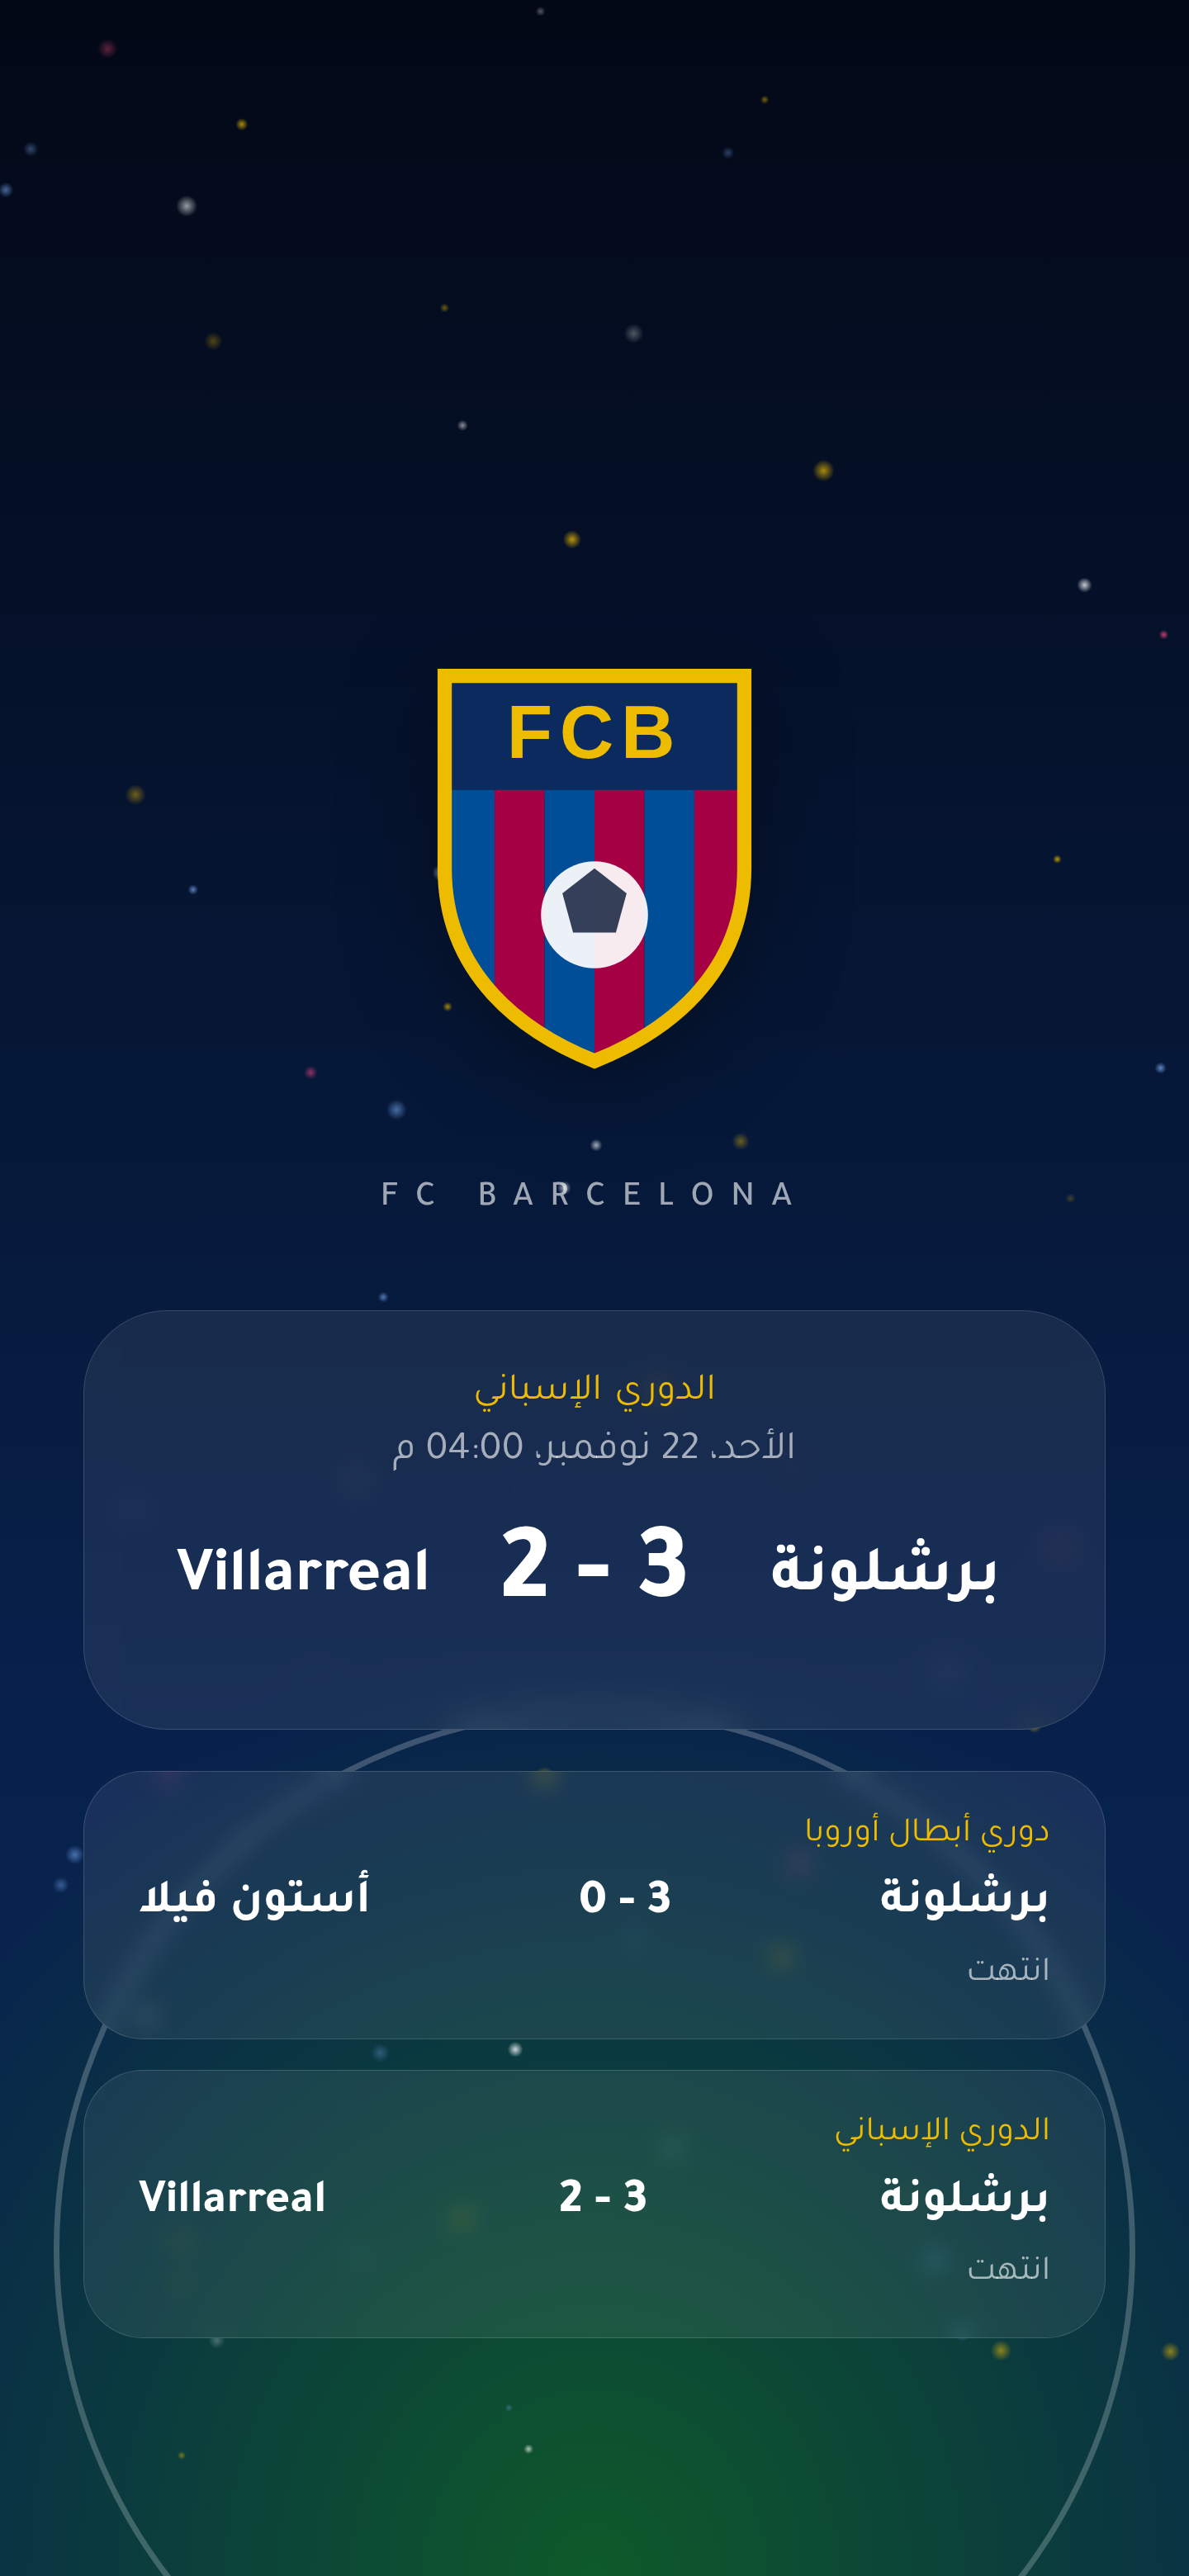 FCB
FC BARCELONA
الدوري الإسباني
الأحد، 22 نوفمبر، 04:00 م
برشلونة 3 - 2 Villarreal
دوري أبطال أوروبا
برشلونة 3 - 0 أستون فيلا
انتهت
الدوري الإسباني
برشلونة 3 - 2 Villarreal
انتهت